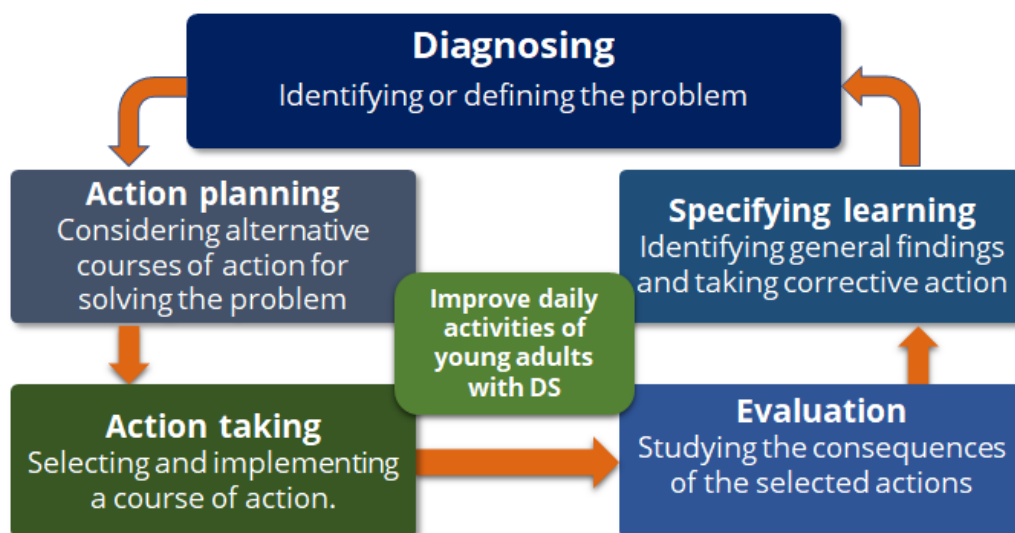 Diagnosing
Identifying or defining the problem
Action planning
Considering alternative
courses of action for
solving the problem
Specifying learning
Identifying general findings
and taking corrective action
Improve daily
activities of
young adults
with DS
Action taking
Selecting and implementing
a course of action.
Evaluation
Studying the consequences
of the selected actions